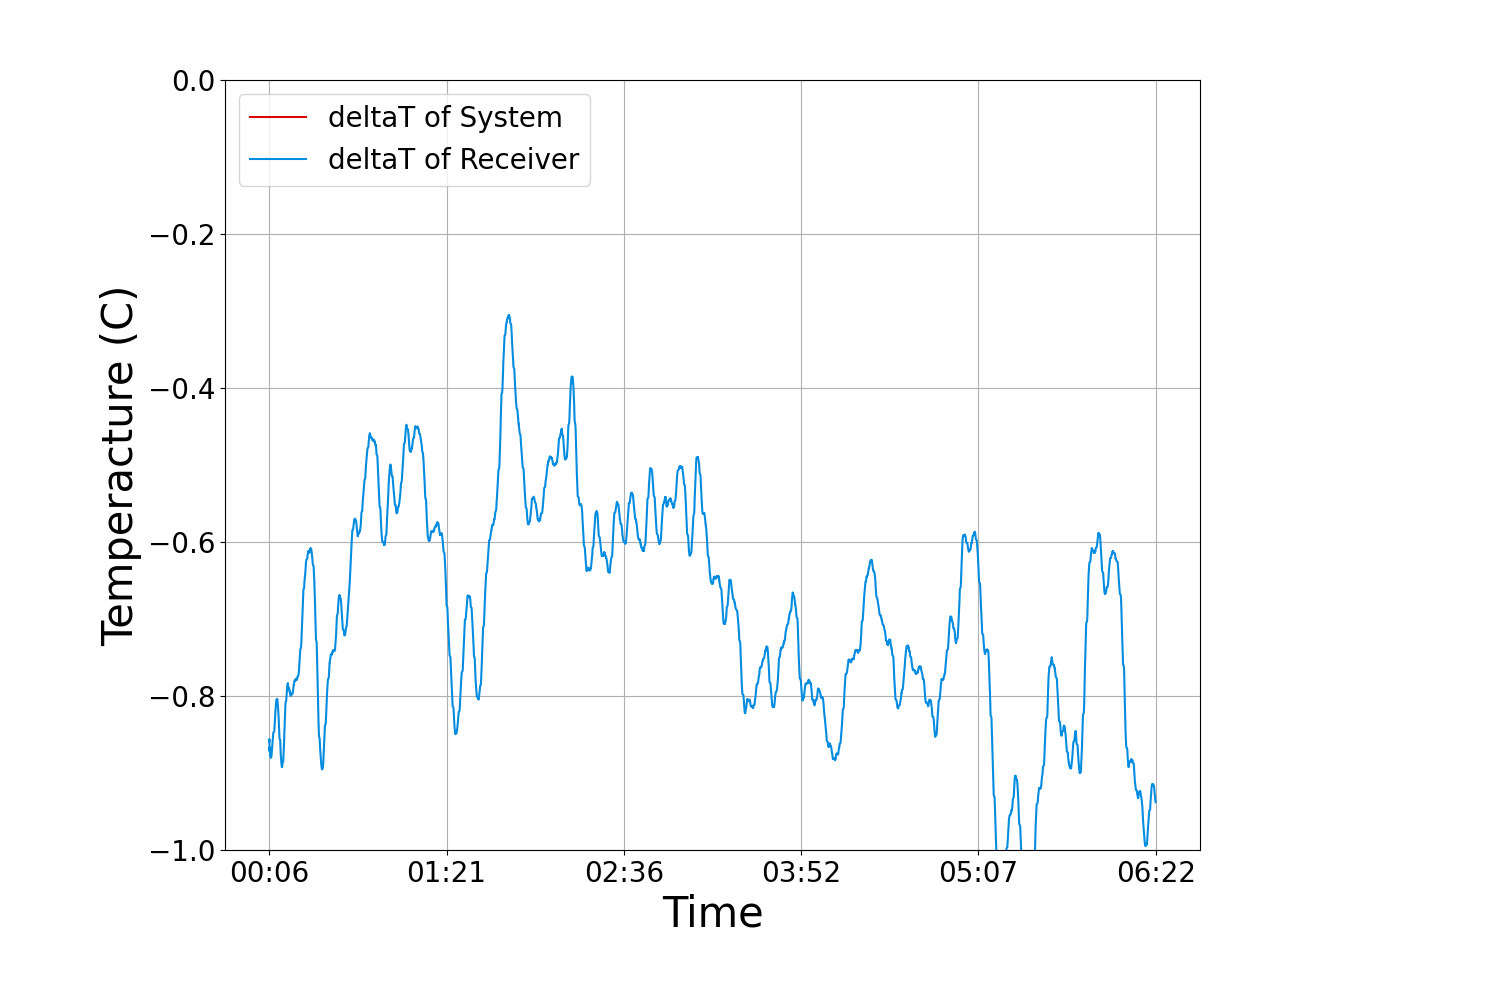 0.0
−0.2
−0.4
−0.6
−0.8
−1.0
Temperacture (C)
deltaT of System
deltaT of Receiver
00:06 01:21 02:36 03:52 05:07 06:22
Time